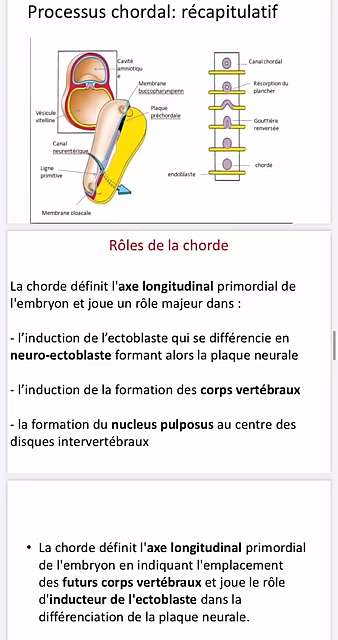 Processus chordal: récapitulatif
Cavité
amniotiqu
e
Membrane
buccopharyngienn
Plaque
préchordale
Vésicule
vitelline
Canal
neurentérique
Ligne
primitive
Membrane cloacale
Canal chordal
Résorption du
plancher
Gouttière
renversée
chorde
endoblaste
Rôles de la chorde
La chorde définit l'axe longitudinal primordial de
l'embryon et joue un rôle majeur dans :
- l’induction de l’ectoblaste qui se différencie en
neuro-ectoblaste formant alors la plaque neurale
- l’induction de la formation des corps vertébraux
- la formation du nucleus pulposus au centre des
disques intervertébraux
• La chorde définit l'axe longitudinal primordial
de l'embryon en indiquant l'emplacement
des futurs corps vertébraux et joue le rôle
d'inducteur de l'ectoblaste dans la
différenciation de la plaque neurale.